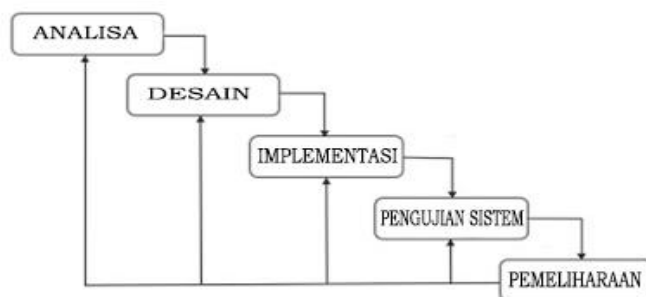 ANALISA
DESAIN
IMPLEMENTASI
PENGUJIAN SISTEM
PEMELIHARAAN